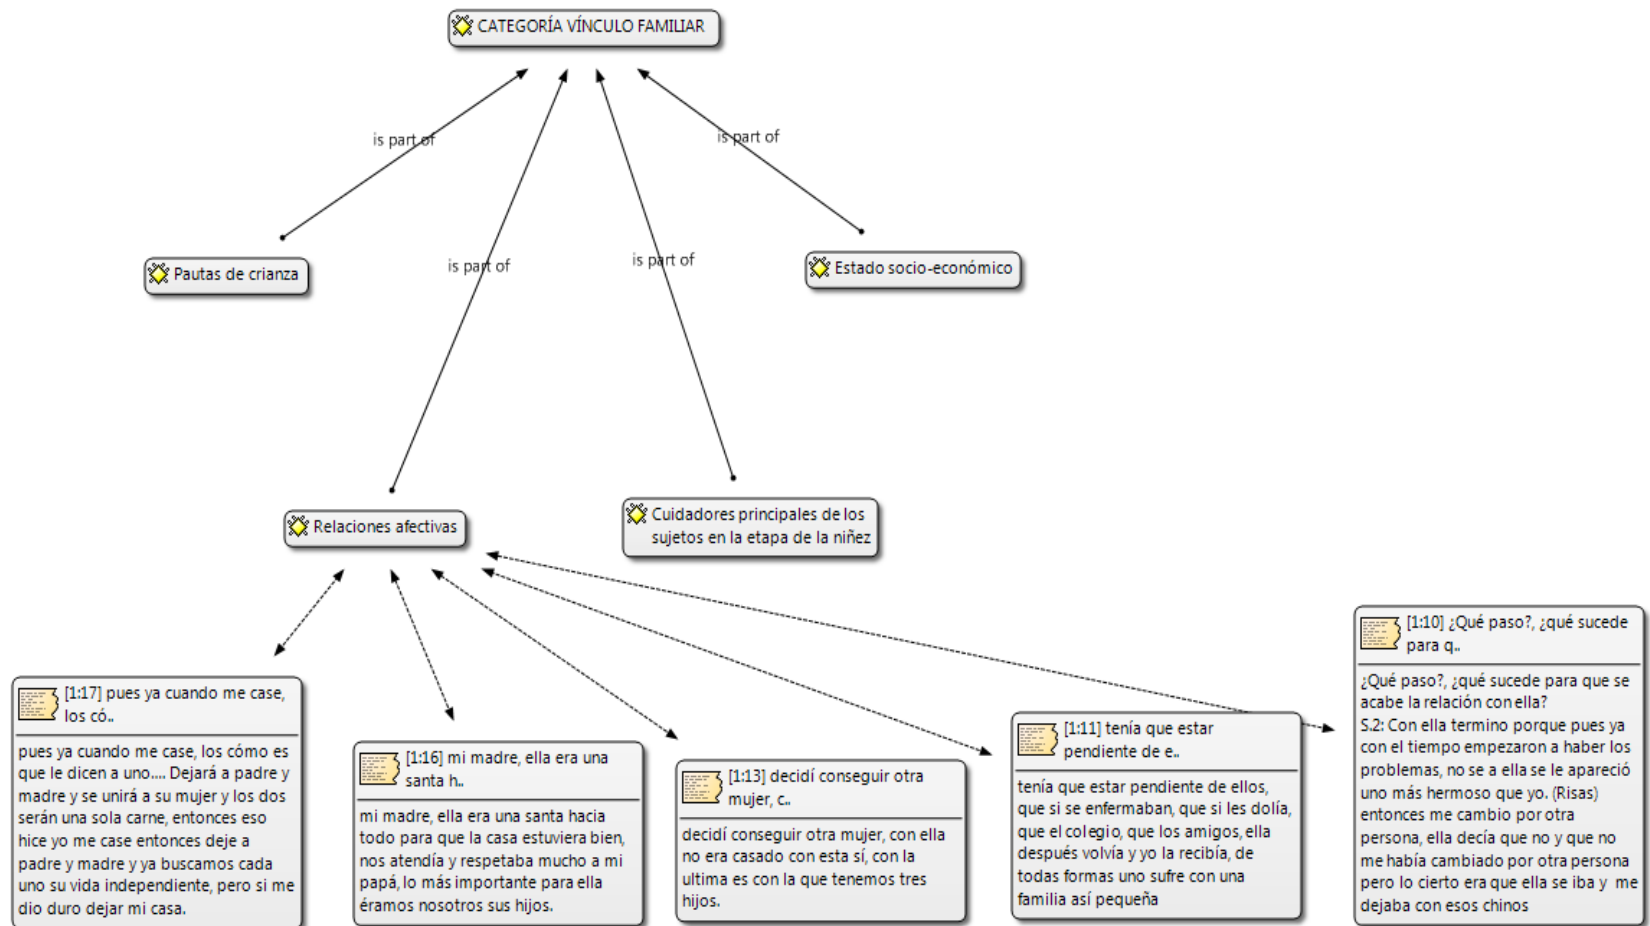 CATEGORÍA VÍNCULO FAMILIAR
is part of
is part of
is part of
is part of
Pautas de crianza
Estado socio-económico
Relaciones afectivas
Cuidadores principales de los
sujetos en la etapa de la niñez
[1:17] pues ya cuando me case,
los có..
pues ya cuando me case, los cómo es
que le dicen a uno.... Dejará a padre y
madre y se unirá a su mujer y los dos
serán una sola carne, entonces eso
hice yo me case entonces deje a
padre y madre y ya buscamos cada
uno su vida independiente, pero si me
dio duro dejar mi casa.
[1:16] mi madre, ella era una
santa h..
mi madre, ella era una santa hacia
todo para que la casa estuviera bien,
nos atendía y respetaba mucho a mi
papá, lo más importante para ella
éramos nosotros sus hijos.
[1:13] decidí conseguir otra
mujer, c..
decidí conseguir otra mujer, con ella
no era casado con esta sí, con la
ultima es con la que tenemos tres
hijos.
[1:11] tenía que estar
pendiente de e..
tenía que estar pendiente de ellos,
que si se enfermaban, que si les dolía,
que el colegio, que los amigos, ella
después volvía y yo la recibía, de
todas formas uno sufre con una
familia así pequeña
[1:10] ¿Qué paso?, ¿qué sucede
para q..
¿Qué paso?, ¿qué sucede para que se
acabe la relación con ella?
S.2: Con ella termino porque pues ya
con el tiempo empezaron a haber los
problemas, no se a ella se le apareció
uno más hermoso que yo. (Risas)
entonces me cambio por otra
persona, ella decía que no y que no
me había cambiado por otra persona
pero lo cierto era que ella se iba y me
dejaba con esos chinos